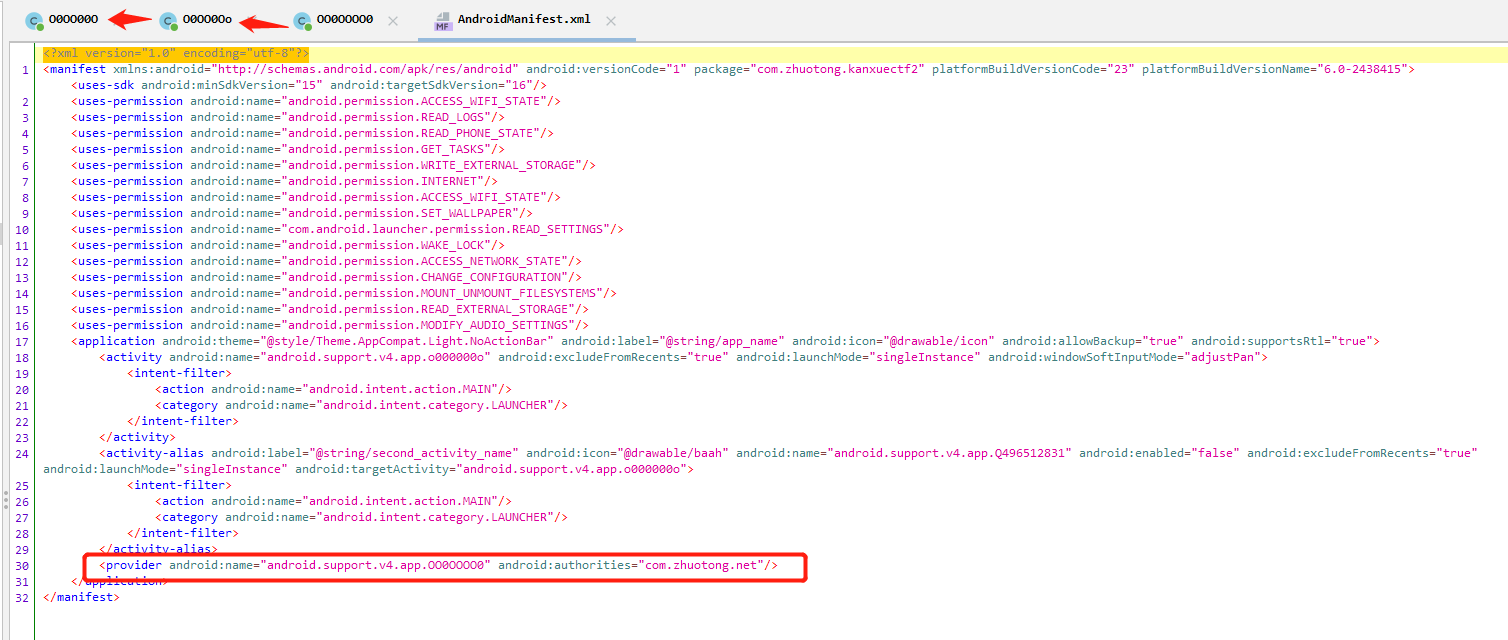 OO0OOOO0 AndroidManifest.xml
<?xml version="1.0" encoding="utf-8"?>
1 <manifest xmlns:android="http://schemas.android.com/apk/res/android" android:versionCode="1" package="com.zhuotong.kanxuectf2" platformBuildVersionCode="23" platformBuildVersionName="6.0-2438415">
<uses-sdk android:minSdkVersion="15" android:targetSdkVersion="16"/>
2 <uses-permission android:name="android.permission.ACCESS_WIFI_STATE"/>
3 <uses-permission android:name="android.permission.READ_LOGS"/>
4 <uses-permission android:name="android.permission.READ_PHONE_STATE"/>
5 <uses-permission android:name="android.permission.GET_TASKS"/>
6 <uses-permission android:name="android.permission.WRITE_EXTERNAL_STORAGE"/>
7 <uses-permission android:name="android.permission.INTERNET"/>
8 <uses-permission android:name="android.permission.ACCESS_WIFI_STATE"/>
9 <uses-permission android:name="android.permission.SET_WALLPAPER"/>
10 <uses-permission android:name="com.android.launcher.permission.READ_SETTINGS"/>
11 <uses-permission android:name="android.permission.WAKE_LOCK"/>
12 <uses-permission android:name="android.permission.ACCESS_NETWORK_STATE"/>
13 <uses-permission android:name="android.permission.CHANGE_CONFIGURATION"/>
14 <uses-permission android:name="android.permission.MOUNT_UNMOUNT_FILESYSTEMS"/>
15 <uses-permission android:name="android.permission.READ_EXTERNAL_STORAGE"/>
16 <uses-permission android:name="android.permission.MODIFY_AUDIO_SETTINGS"/>
17 <application android:theme="@style/Theme.AppCompat.Light.NoActionBar" android:label="@string/app_name" android:icon="@drawable/icon" android:allowBackup="true" android:supportsRtl="true">
18 <activity android:name="android.support.v4.app.o000000o" android:excludeFromRecents="true" android:launchMode="singleInstance" android:windowSoftInputMode="adjustPan">
19 <intent-filter>
20 <action android:name="android.intent.action.MAIN"/>
21 <category android:name="android.intent.category.LAUNCHER"/>
22 </intent-filter>
23 </activity>
24 <activity-alias android:label="@string/second_activity_name" android:icon="@drawable/baah" android:name="android.support.v4.app.Q496512831" android:enabled="false" android:excludeFromRecents="true"
android:launchMode="singleInstance" android:targetActivity="android.support.v4.app.o000000o">
25 <intent-filter>
26 <action android:name="android.intent.action.MAIN"/>
27 <category android:name="android.intent.category.LAUNCHER"/>
28 </intent-filter>
29 </activity-alias>
30 <provider android:name="android.support.v4.app.OO0OOOO0" android:authorities="com.zhuotong.net"/>
31 </application>
32 </manifest>